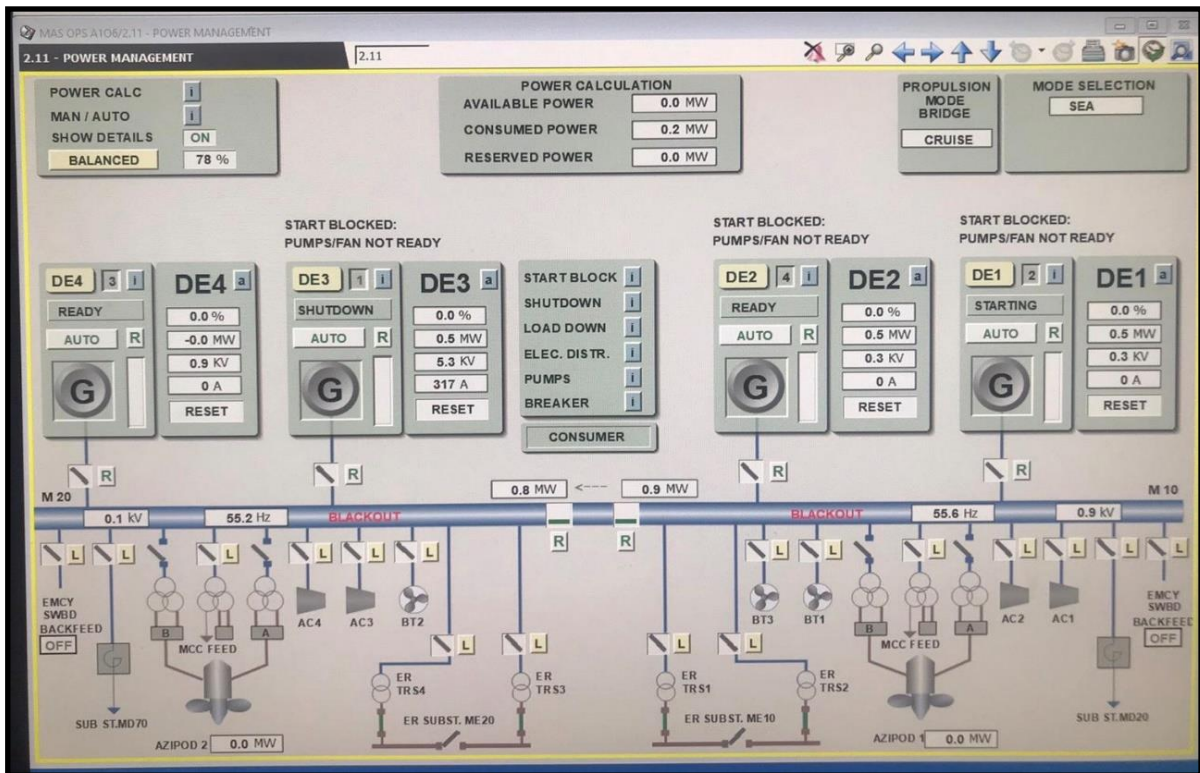 MAS OPS A106/2.11 - POWER MANAGEMENT
2.11 - POWER MANAGEMENT
2.11
POWER CALC i
MAN / AUTO i
SHOW DETAILS ON
BALANCED 78 %
POWER CALCULATION
AVAILABLE POWER 0.0 MW
CONSUMED POWER 0.2 MW
RESERVED POWER 0.0 MW
PROPULSION
MODE
BRIDGE
CRUISE
MODE SELECTION
SEA
START BLOCKED:
PUMPS/FAN NOT READY
START BLOCKED:
PUMPS/FAN NOT READY
START BLOCKED:
PUMPS/FAN NOT READY
DE4 3 i
READY
AUTO R
G
DE4 a
0.0 %
-0.0 MW
0.9 KV
0 A
RESET
DE3 1 i
SHUTDOWN
AUTO R
G
DE3 a
0.0 %
0.5 MW
5.3 KV
317 A
RESET
START BLOCK i
SHUTDOWN i
LOAD DOWN i
ELEC. DISTR. i
PUMPS i
BREAKER i
CONSUMER
DE2 4 i
READY
AUTO R
G
DE2 a
0.0 %
0.5 MW
0.3 KV
0 A
RESET
DE1 2 i
STARTING
AUTO R
G
DE1 a
0.0 %
0.5 MW
0.3 KV
0 A
RESET
R R R R
M 20 0.8 MW <--- 0.9 MW M 10
0.1 kV 55.2 Hz BLACKOUT BLACKOUT 55.6 Hz 0.9 kV
R R
L L L L L L L L L L L L L L
EMCY
SWBD
BACKFEED
OFF
G
SUB ST.MD70
B A
MCC FEED
AZIPOD 2 0.0 MW
AC4 AC3 BT2
L L
ER
TRS4
ER
TRS3
ER SUBST. ME20
L L
ER
TRS1
ER
TRS2
ER SUBST. ME10
BT3 BT1
B A
MCC FEED
AZIPOD 1 0.0 MW
AC2 AC1
G
SUB ST.MD20
EMCY
SWBD
BACKFEED
OFF